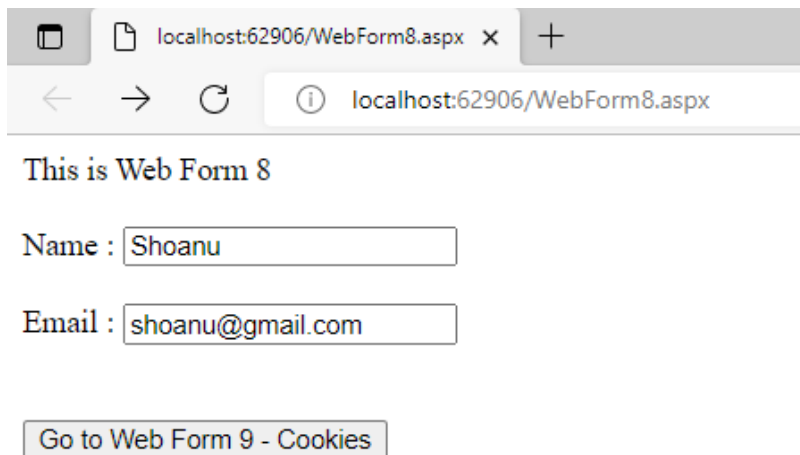 localhost:62906/WebForm8.aspx
localhost:62906/WebForm8.aspx
This is Web Form 8
Name : Shoanu
Email : shoanu@gmail.com
Go to Web Form 9 - Cookies